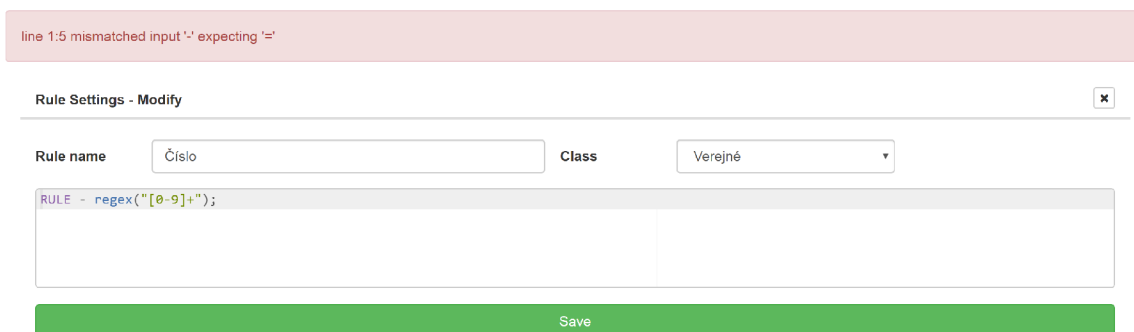 line 1:5 mismatched input '-' expecting '='
Rule Settings - Modify
Rule name Číslo Class Verejné
RULE - regex("[0-9]+");
Save